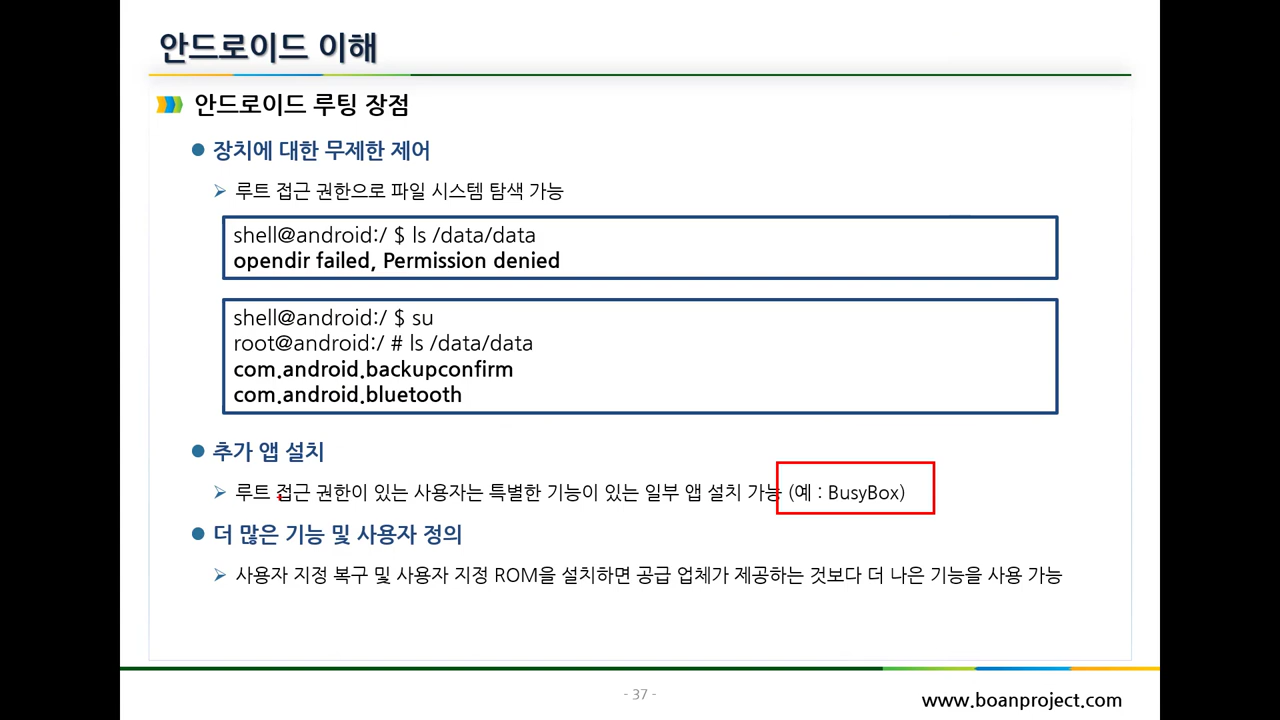 안드로이드 이해
안드로이드 루팅 장점
장치에 대한 무제한 제어
루트 접근 권한으로 파일 시스템 탐색 가능
shell@android:/ $ ls /data/data
opendir failed, Permission denied
shell@android:/ $ su
root@android:/ # ls /data/data
com.android.backupconfirm
com.android.bluetooth
추가 앱 설치
루트 접근 권한이 있는 사용자는 특별한 기능이 있는 일부 앱 설치 가능 (예 : BusyBox)
더 많은 기능 및 사용자 정의
사용자 지정 복구 및 사용자 지정 ROM을 설치하면 공급 업체가 제공하는 것보다 더 나은 기능을 사용 가능
- 37 -
www.boanproject.com